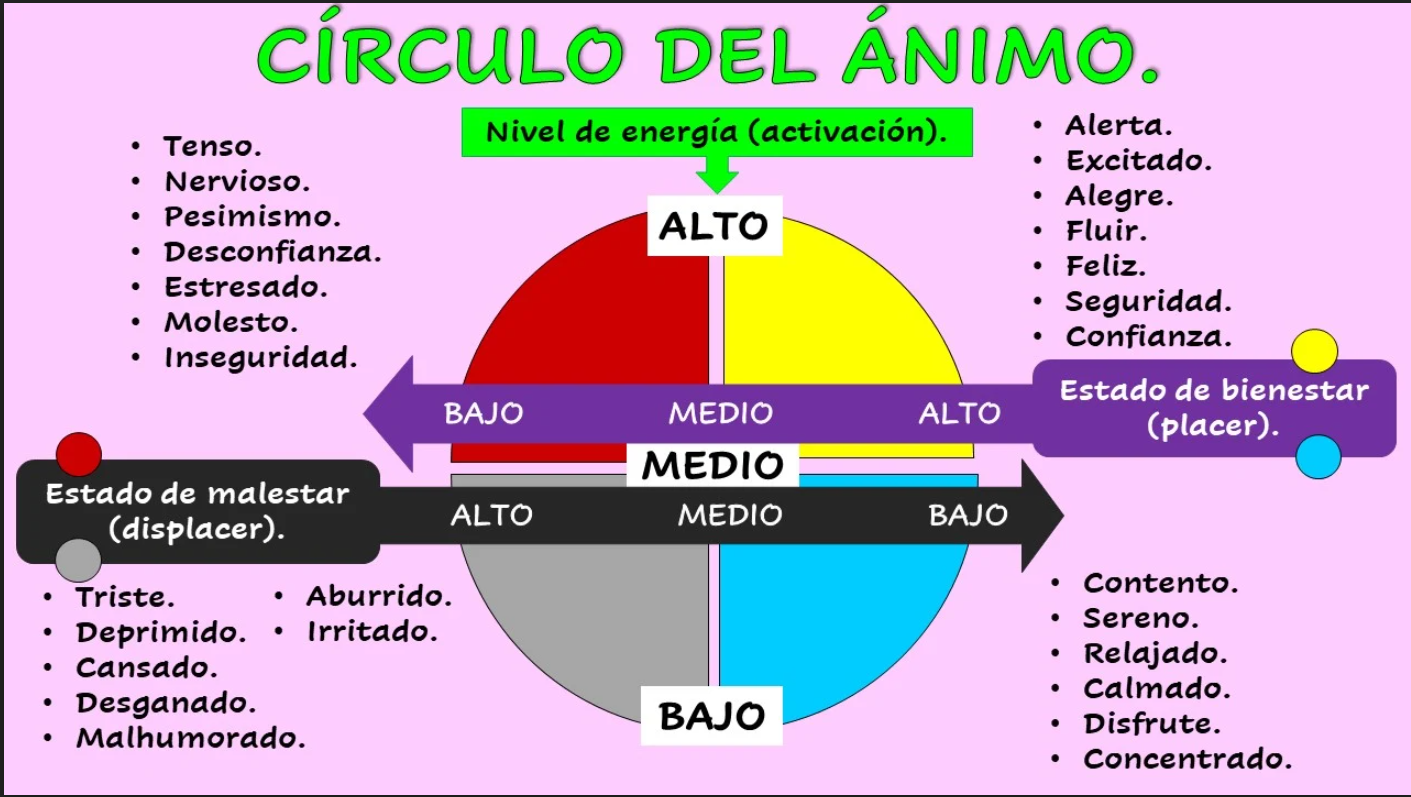 CÍRCULO DEL ÁNIMO.
Nivel de energía (activación).
• Tenso.
• Nervioso.
• Pesimismo.
• Desconfianza.
• Estresado.
• Molesto.
• Inseguridad.
• Alerta.
• Excitado.
• Alegre.
• Fluir.
• Feliz.
• Seguridad.
• Confianza.
ALTO
BAJO MEDIO ALTO
Estado de bienestar
(placer).
MEDIO
Estado de malestar
(displacer).
ALTO MEDIO BAJO
• Triste.
• Deprimido.
• Cansado.
• Desganado.
• Malhumorado.
• Aburrido.
• Irritado.
BAJO
• Contento.
• Sereno.
• Relajado.
• Calmado.
• Disfrute.
• Concentrado.